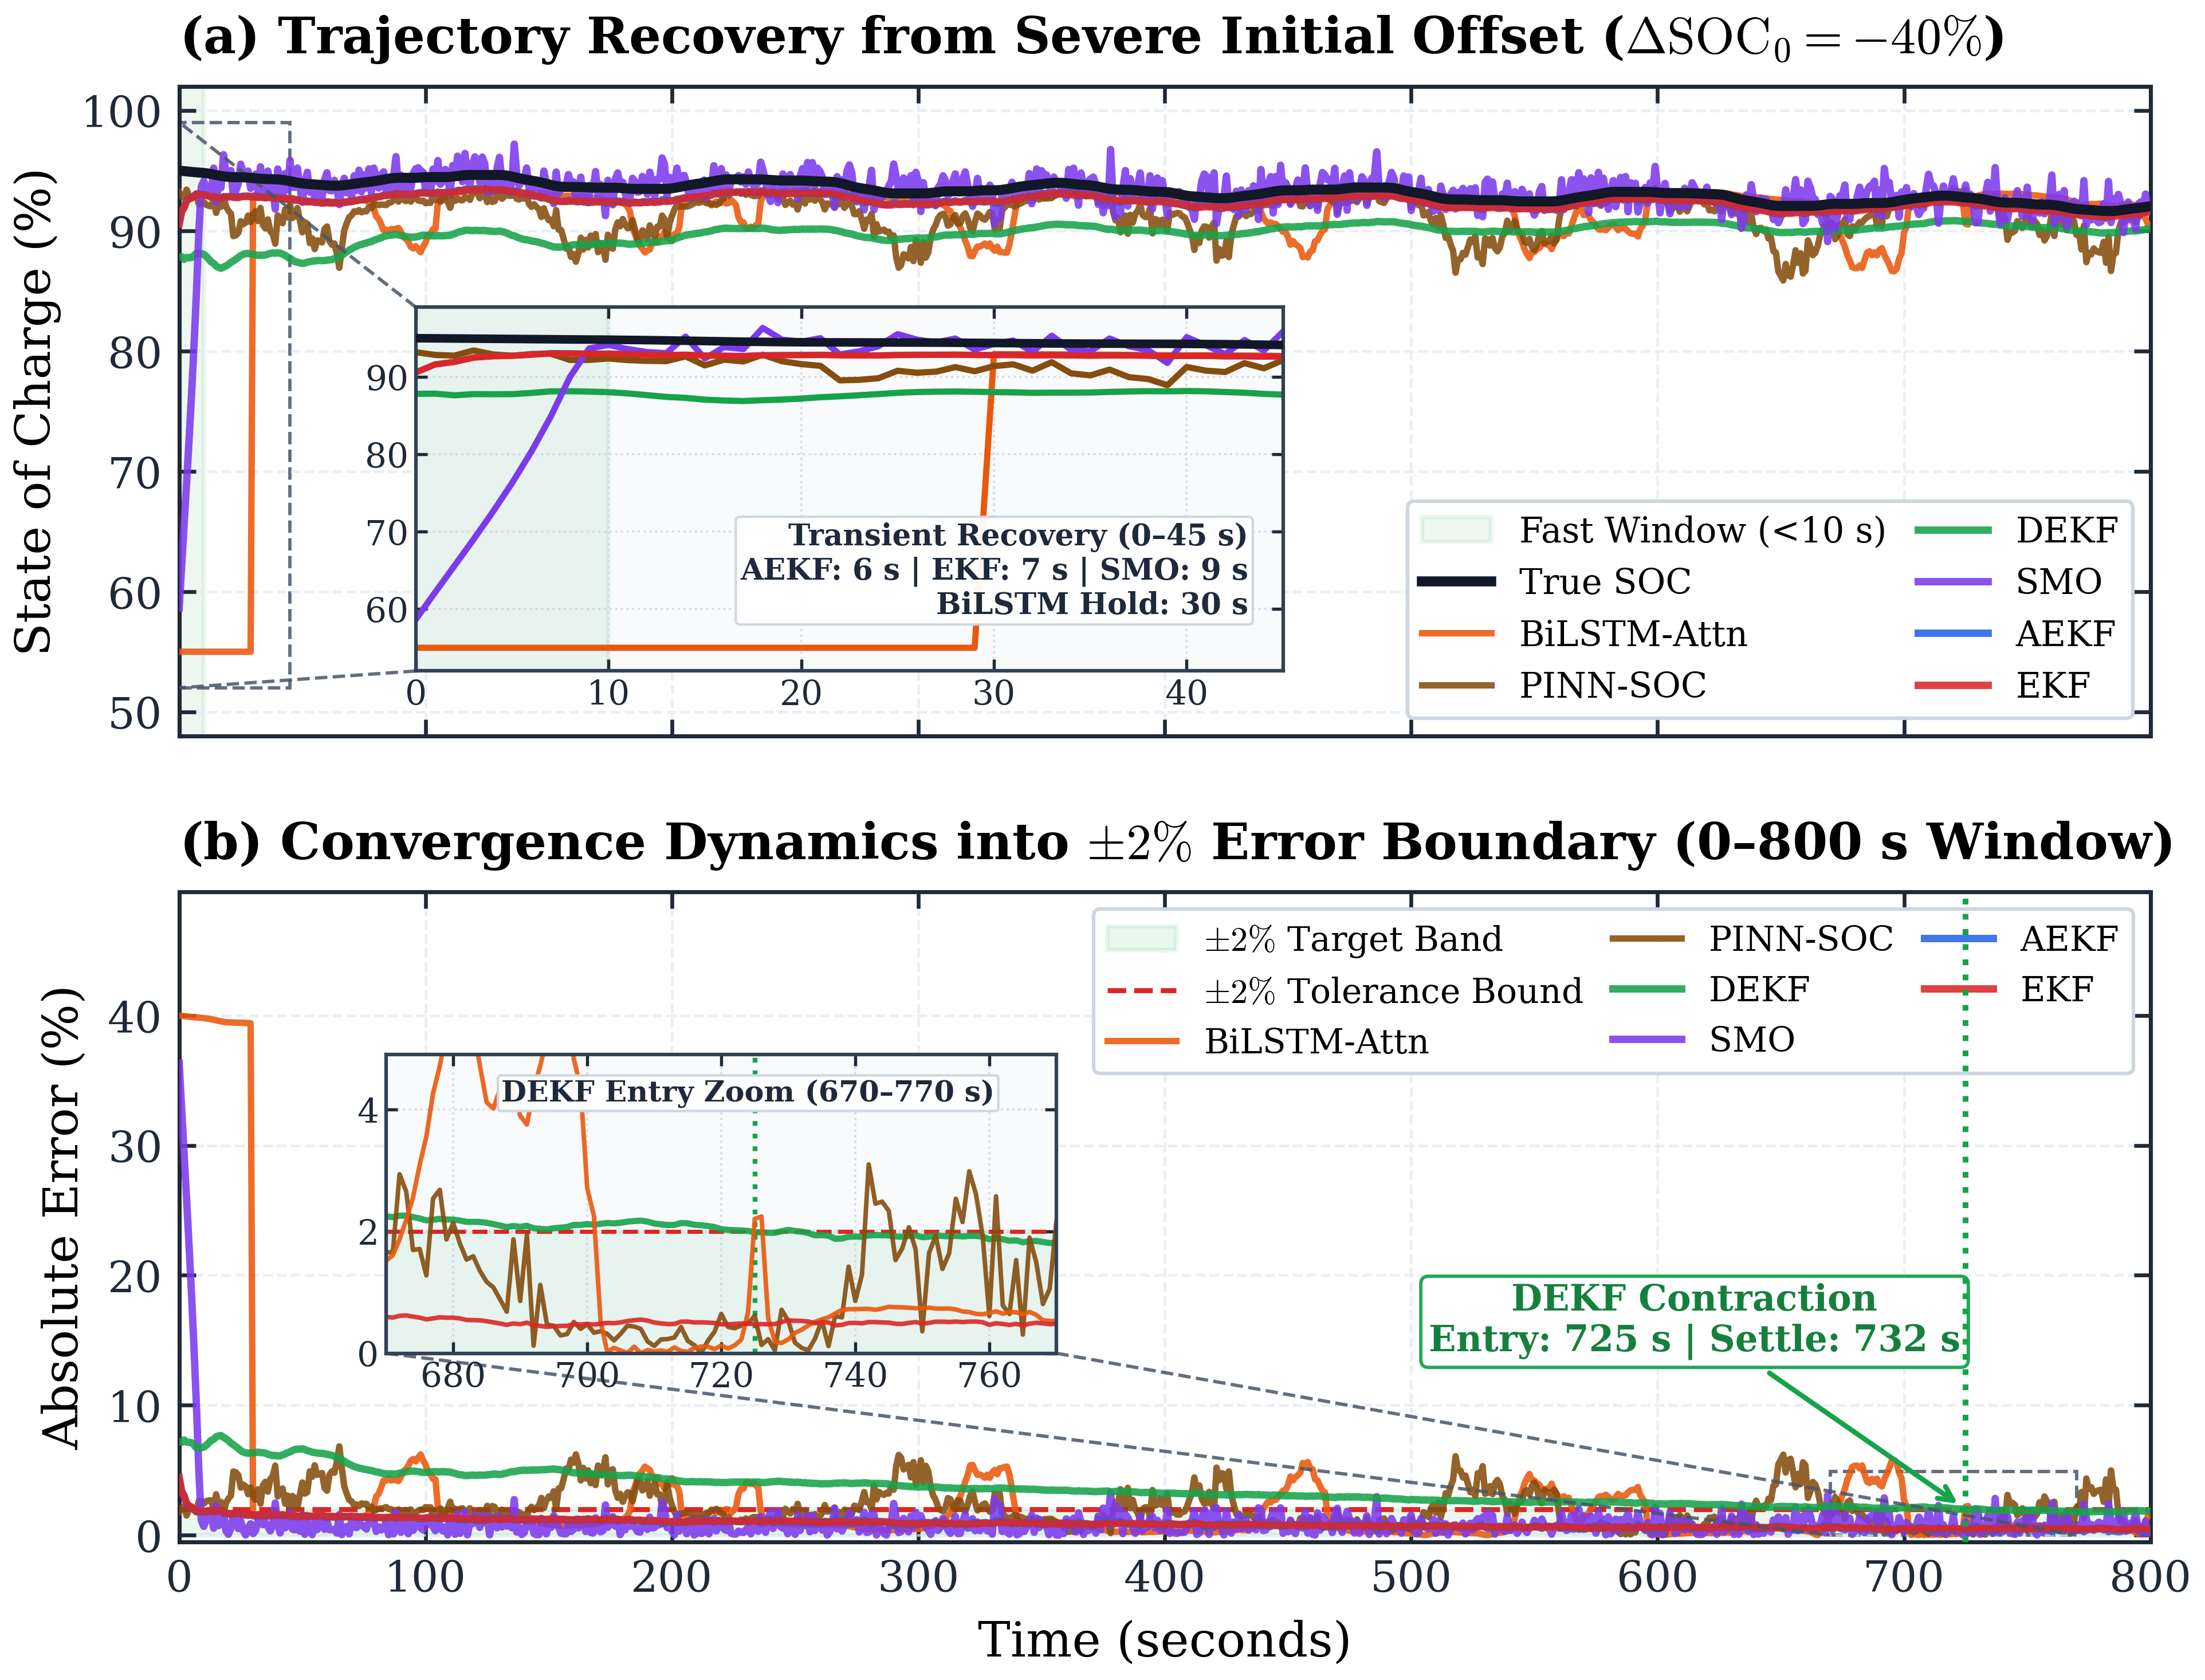 (a) Trajectory Recovery from Severe Initial Offset (ΔSOC₀ = −40%)
State of Charge (%)
100
90
80
70
60
50
90
80
70
60
0
10
20
30
40
Transient Recovery (0–45 s)
AEKF: 6 s | EKF: 7 s | SMO: 9 s
BiLSTM Hold: 30 s
Fast Window (<10 s)
True SOC
BiLSTM-Attn
PINN-SOC
DEKF
SMO
AEKF
EKF
(b) Convergence Dynamics into ±2% Error Boundary (0–800 s Window)
Absolute Error (%)
40
30
20
10
0
±2% Target Band
±2% Tolerance Bound
BiLSTM-Attn
PINN-SOC
DEKF
SMO
AEKF
EKF
DEKF Entry Zoom (670–770 s)
4
2
0
680
700
720
740
760
DEKF Contraction
Entry: 725 s | Settle: 732 s
0
100
200
300
400
500
600
700
800
Time (seconds)